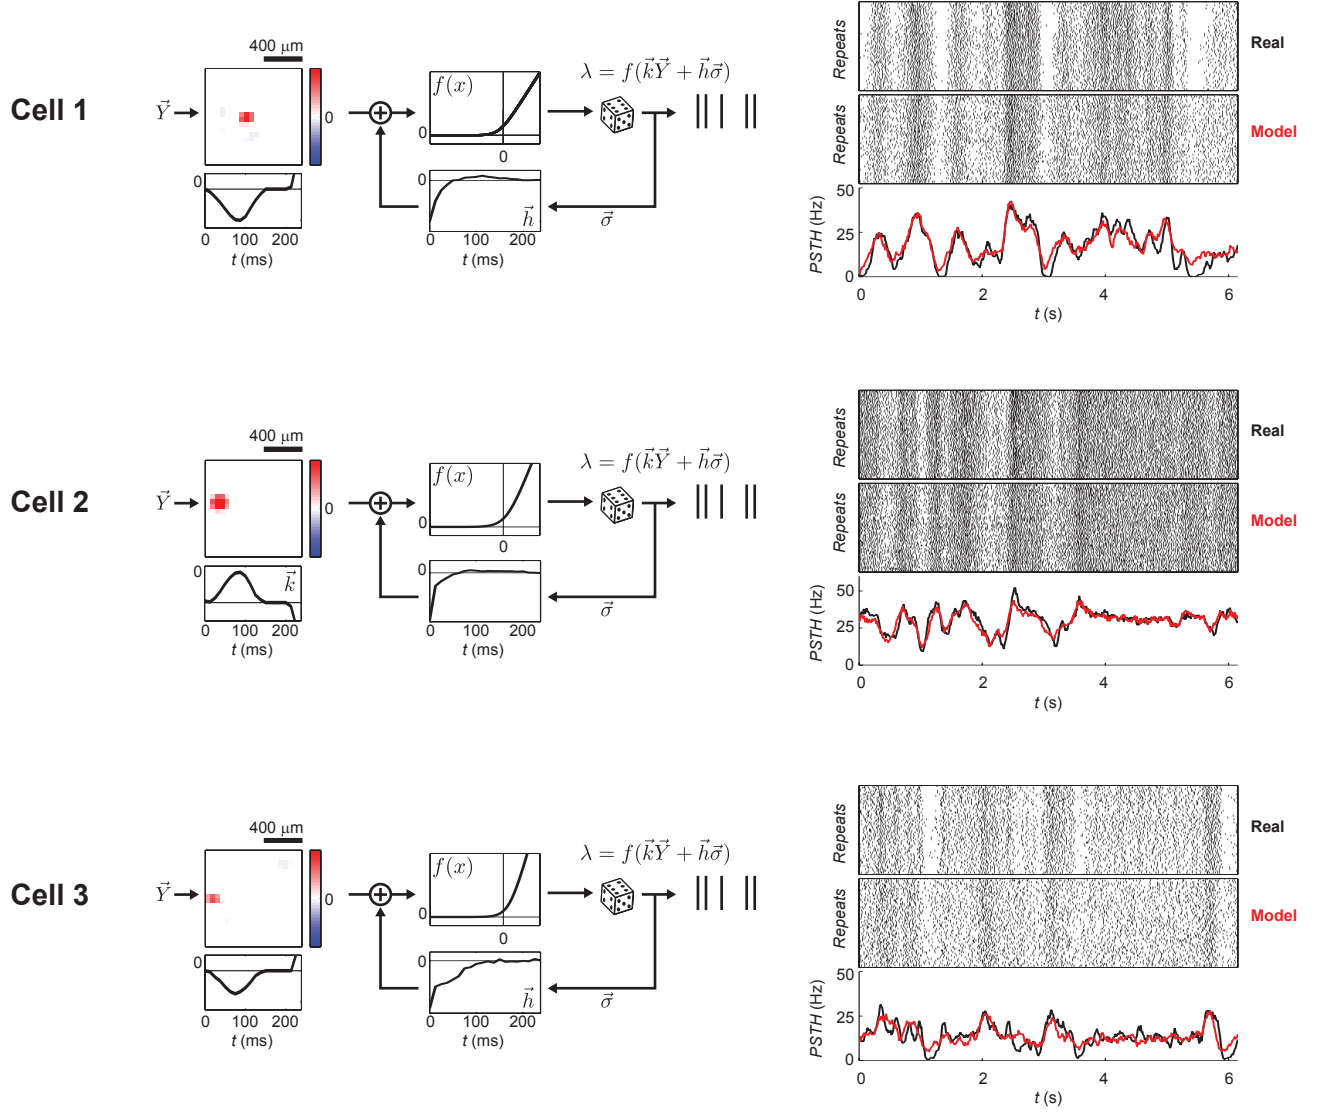 Cell 1
400 μm
Y⃗
0
0
0 100 200
t (ms)
f(x)
0
0
0
h⃗
0 100 200
t (ms)
σ⃗
λ = f(k⃗Y⃗ + h⃗σ⃗)
Repeats
Real
Repeats
Model
PSTH (Hz)
50
25
0
0 2 4 6
t (s)
Cell 2
400 μm
Y⃗
0
0
k⃗
0 100 200
t (ms)
f(x)
0
0
0
0 100 200
t (ms)
σ⃗
λ = f(k⃗Y⃗ + h⃗σ⃗)
Repeats
Real
Repeats
Model
PSTH (Hz)
50
25
0
0 2 4 6
t (s)
Cell 3
400 μm
Y⃗
0
0
0 100 200
t (ms)
f(x)
0
0
0
h⃗
0 100 200
t (ms)
σ⃗
λ = f(k⃗Y⃗ + h⃗σ⃗)
Repeats
Real
Repeats
Model
PSTH (Hz)
50
25
0
0 2 4 6
t (s)